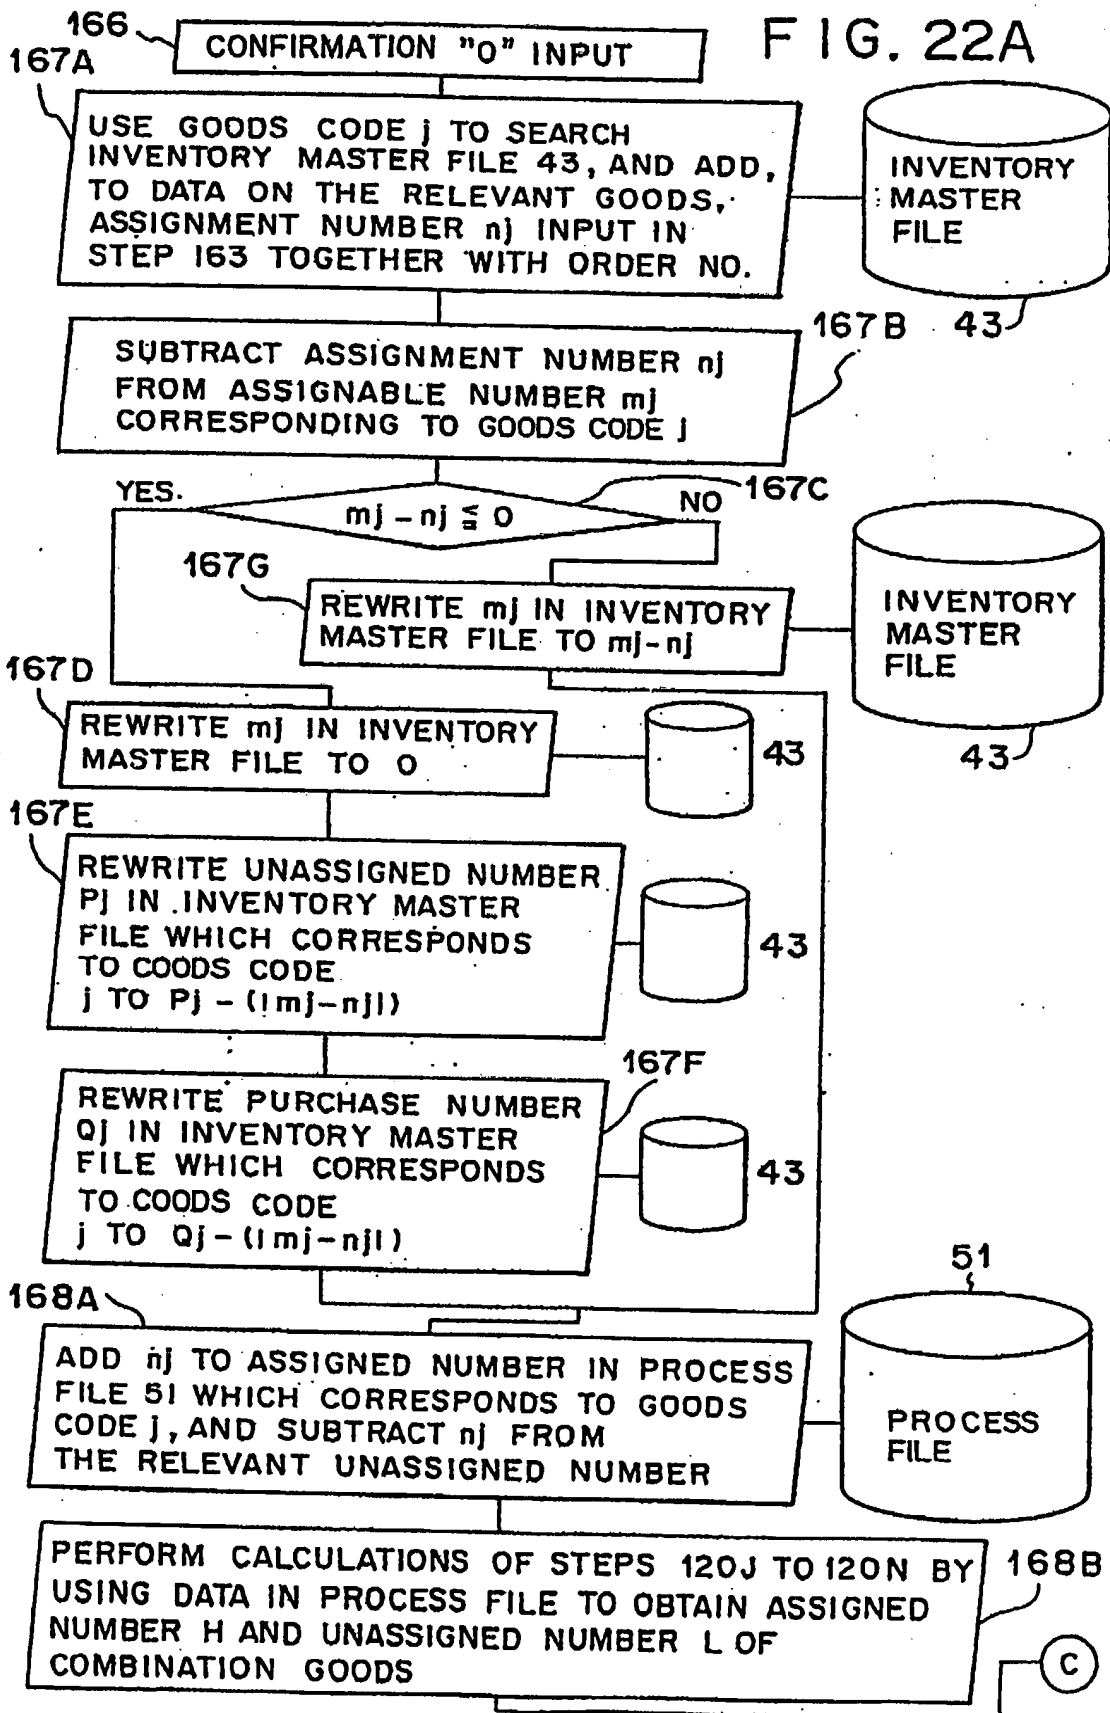 FIG. 22A
166
CONFIRMATION "0" INPUT
167A
USE GOODS CODE j TO SEARCH
INVENTORY MASTER FILE 43, AND ADD,
TO DATA ON THE RELEVANT GOODS,
ASSIGNMENT NUMBER nj INPUT IN
STEP 163 TOGETHER WITH ORDER NO.
INVENTORY
MASTER
FILE
43
167B
SUBTRACT ASSIGNMENT NUMBER nj
FROM ASSIGNABLE NUMBER mj
CORRESPONDING TO GOODS CODE j
YES.
mj - nj ≦ 0
NO
167C
167G
REWRITE mj IN INVENTORY
MASTER FILE TO mj-nj
INVENTORY
MASTER
FILE
43
167D
REWRITE mj IN INVENTORY
MASTER FILE TO 0
43
167E
REWRITE UNASSIGNED NUMBER
Pj IN INVENTORY MASTER
FILE WHICH CORRESPONDS
TO COODS CODE
j TO Pj - (|mj-nj|)
43
167F
REWRITE PURCHASE NUMBER
Qj IN INVENTORY MASTER
FILE WHICH CORRESPONDS
TO COODS CODE
j TO Qj-(|mj-nj|)
43
168A
ADD nj TO ASSIGNED NUMBER IN PROCESS
FILE 51 WHICH CORRESPONDS TO GOODS
CODE j, AND SUBTRACT nj FROM
THE RELEVANT UNASSIGNED NUMBER
51
PROCESS
FILE
168B
PERFORM CALCULATIONS OF STEPS 120J TO 120N BY
USING DATA IN PROCESS FILE TO OBTAIN ASSIGNED
NUMBER H AND UNASSIGNED NUMBER L OF
COMBINATION GOODS
C